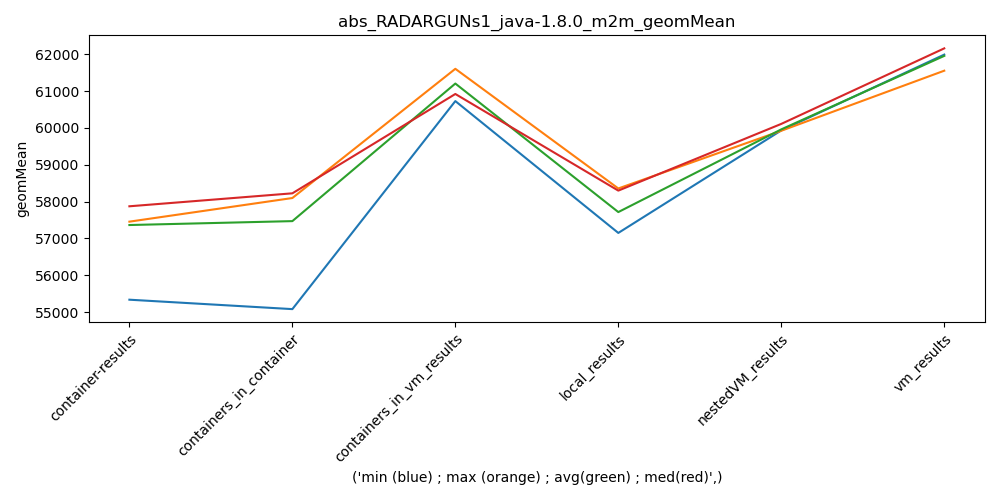 abs_RADARGUNs1_java-1.8.0_m2m_geomMean
62000
61000
60000
59000
58000
57000
56000
55000
geomMean
container-results
containers_in_container
containers_in_vm_results
local_results
nestedVM_results
vm_results
('min (blue) ; max (orange) ; avg(green) ; med(red)',)